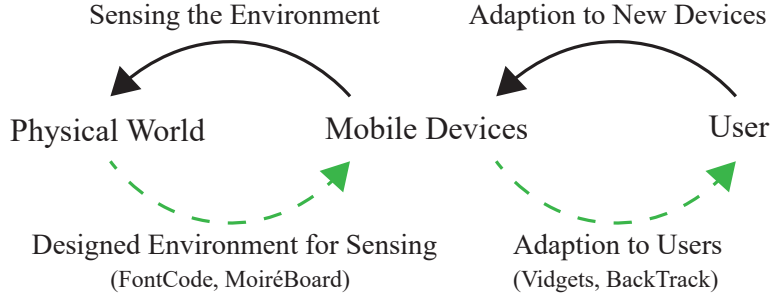 Sensing the Environment
Adaption to New Devices
Physical World
Mobile Devices
User
Designed Environment for Sensing
(FontCode, MoiréBoard)
Adaption to Users
(Vidgets, BackTrack)